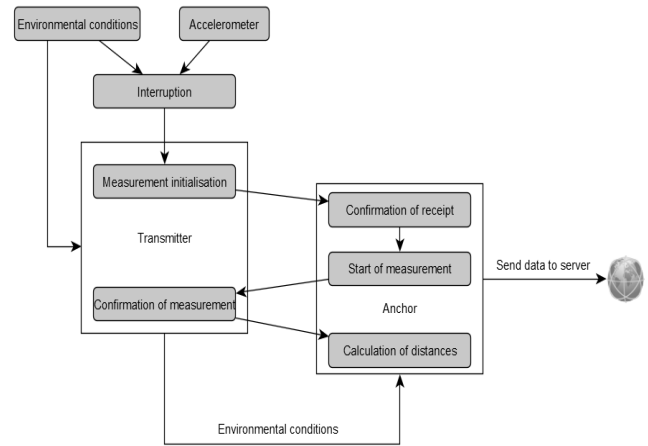 Environmental conditions
Accelerometer
Interruption
Measurement initialisation
Transmitter
Confirmation of measurement
Confirmation of receipt
Start of measurement
Anchor
Calculation of distances
Send data to server
Environmental conditions